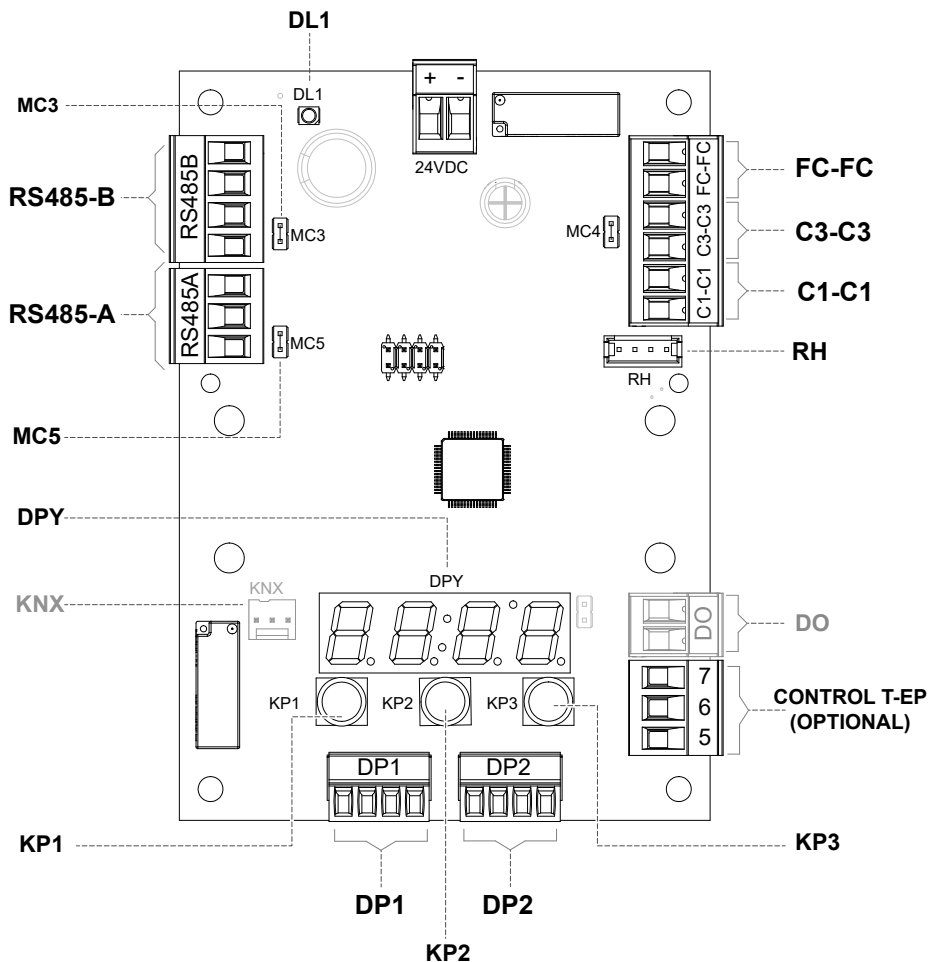 DL1
MC3
DL1
+ -
24VDC
RS485-B
RS485B
MC3
MC4
FC-FC
FC-FC
C3-C3
C3-C3
C1-C1
C1-C1
RS485-A
RS485A
MC5
RH
RH
MC5
DPY
DPY
KNX
KNX
DO
DO
KP1
KP2
KP3
7
6
5
CONTROL T-EP
(OPTIONAL)
DP1
DP2
KP1
KP3
DP1
DP2
KP2